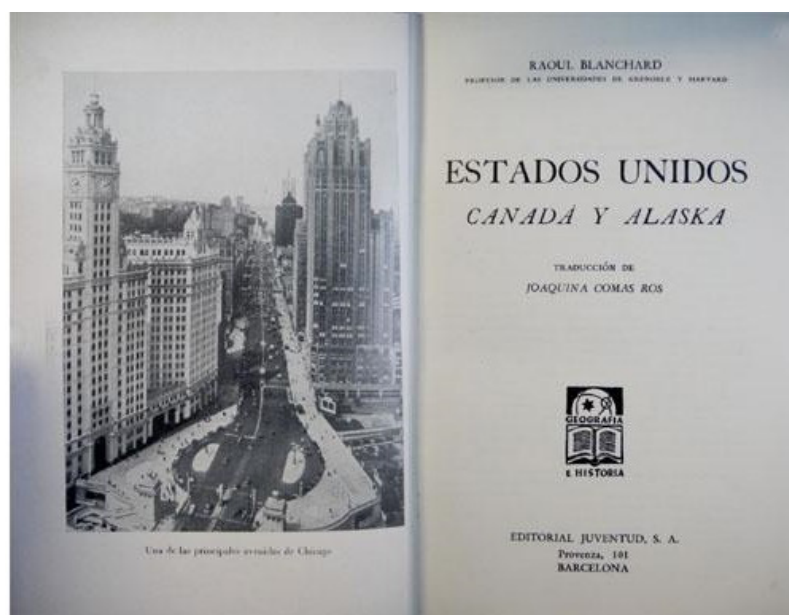 Una de las principales avenidas de Chicago
RAOUL BLANCHARD
PROFESOR DE LAS UNIVERSIDADES DE GRENOBLE Y HARVARD
ESTADOS UNIDOS
CANADÁ Y ALASKA
TRADUCCIÓN DE
JOAQUINA COMAS ROS
GEOGRAFIA
E HISTORIA
EDITORIAL JUVENTUD, S. A.
Provenza, 101
BARCELONA